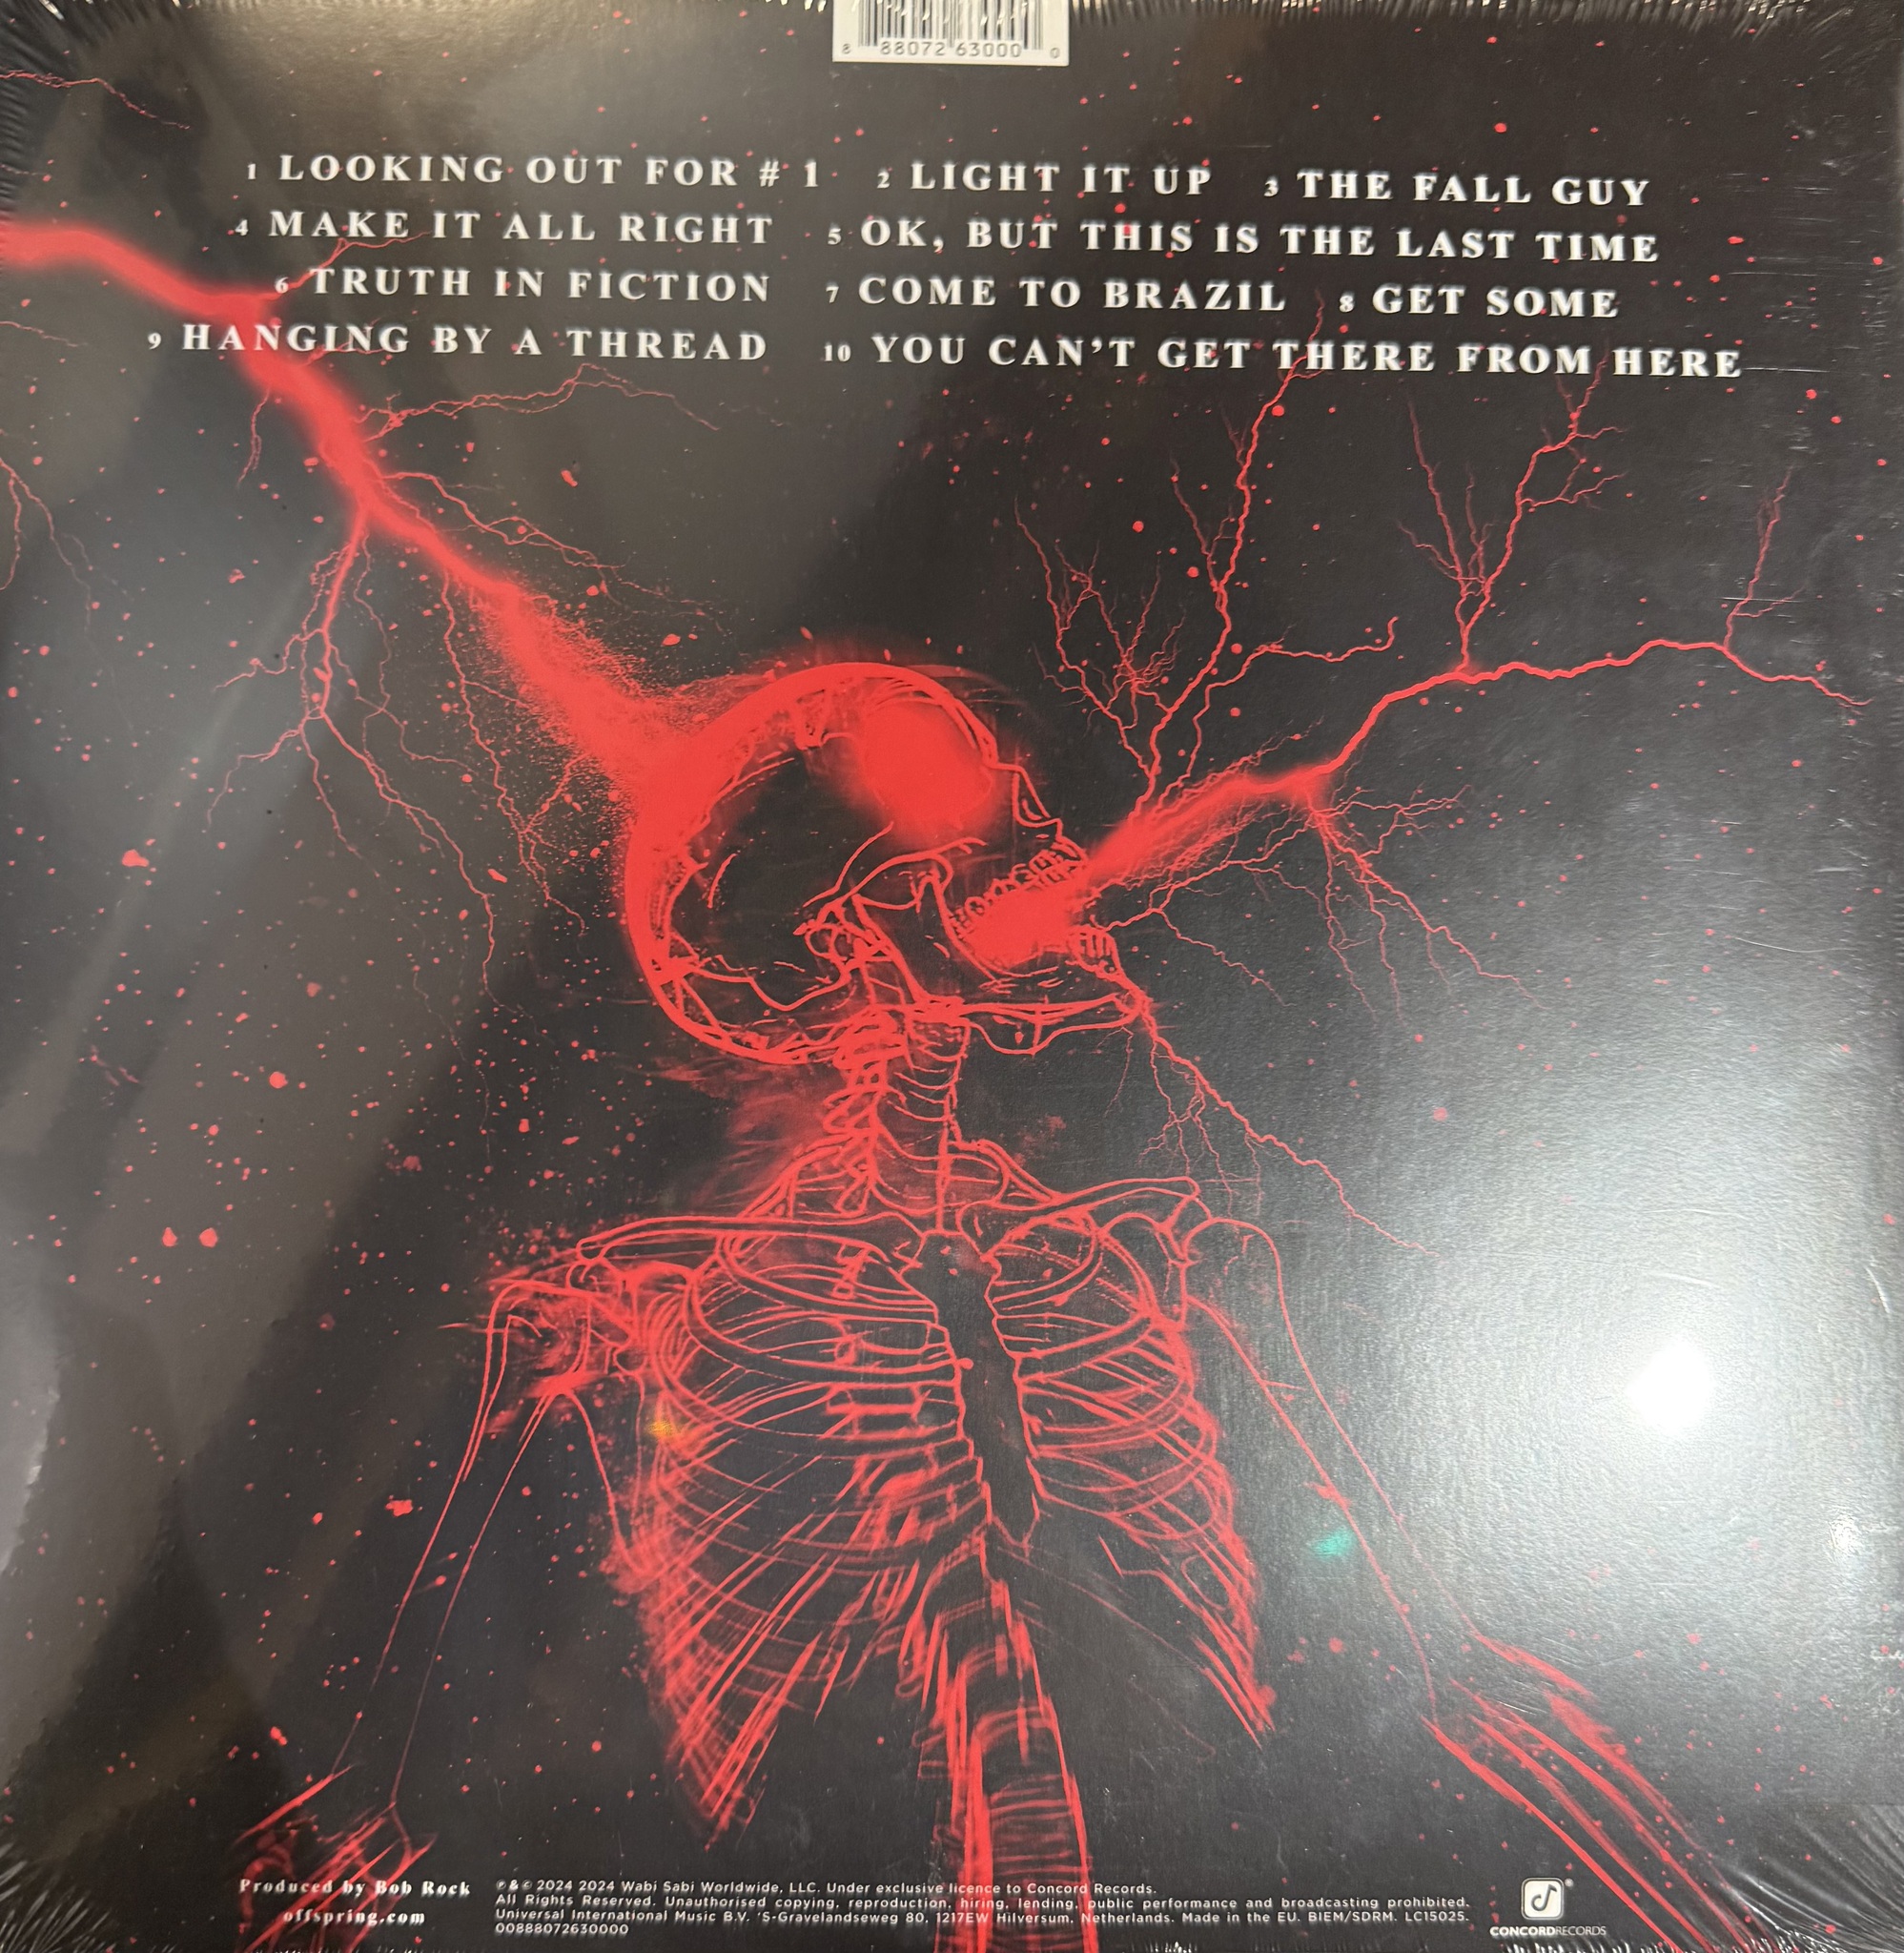 8 88072 63000 0
1 LOOKING OUT FOR # 1 2 LIGHT IT UP 3 THE FALL GUY
4 MAKE IT ALL RIGHT 5 OK, BUT THIS IS THE LAST TIME
6 TRUTH IN FICTION 7 COME TO BRAZIL 8 GET SOME
9 HANGING BY A THREAD 10 YOU CAN'T GET THERE FROM HERE
Produced by Bob Rock
offspring.com
℗ & © 2024 2024 Wabi Sabi Worldwide, LLC. Under exclusive licence to Concord Records.
All Rights Reserved. Unauthorised copying, reproduction, hiring, lending, public performance and broadcasting prohibited.
Universal International Music B.V. 'S-Gravelandseweg 80, 1217EW Hilversum, Netherlands. Made in the EU. BIEM/SDRM. LC15025.
00888072630000
®
CONCORDRECORDS